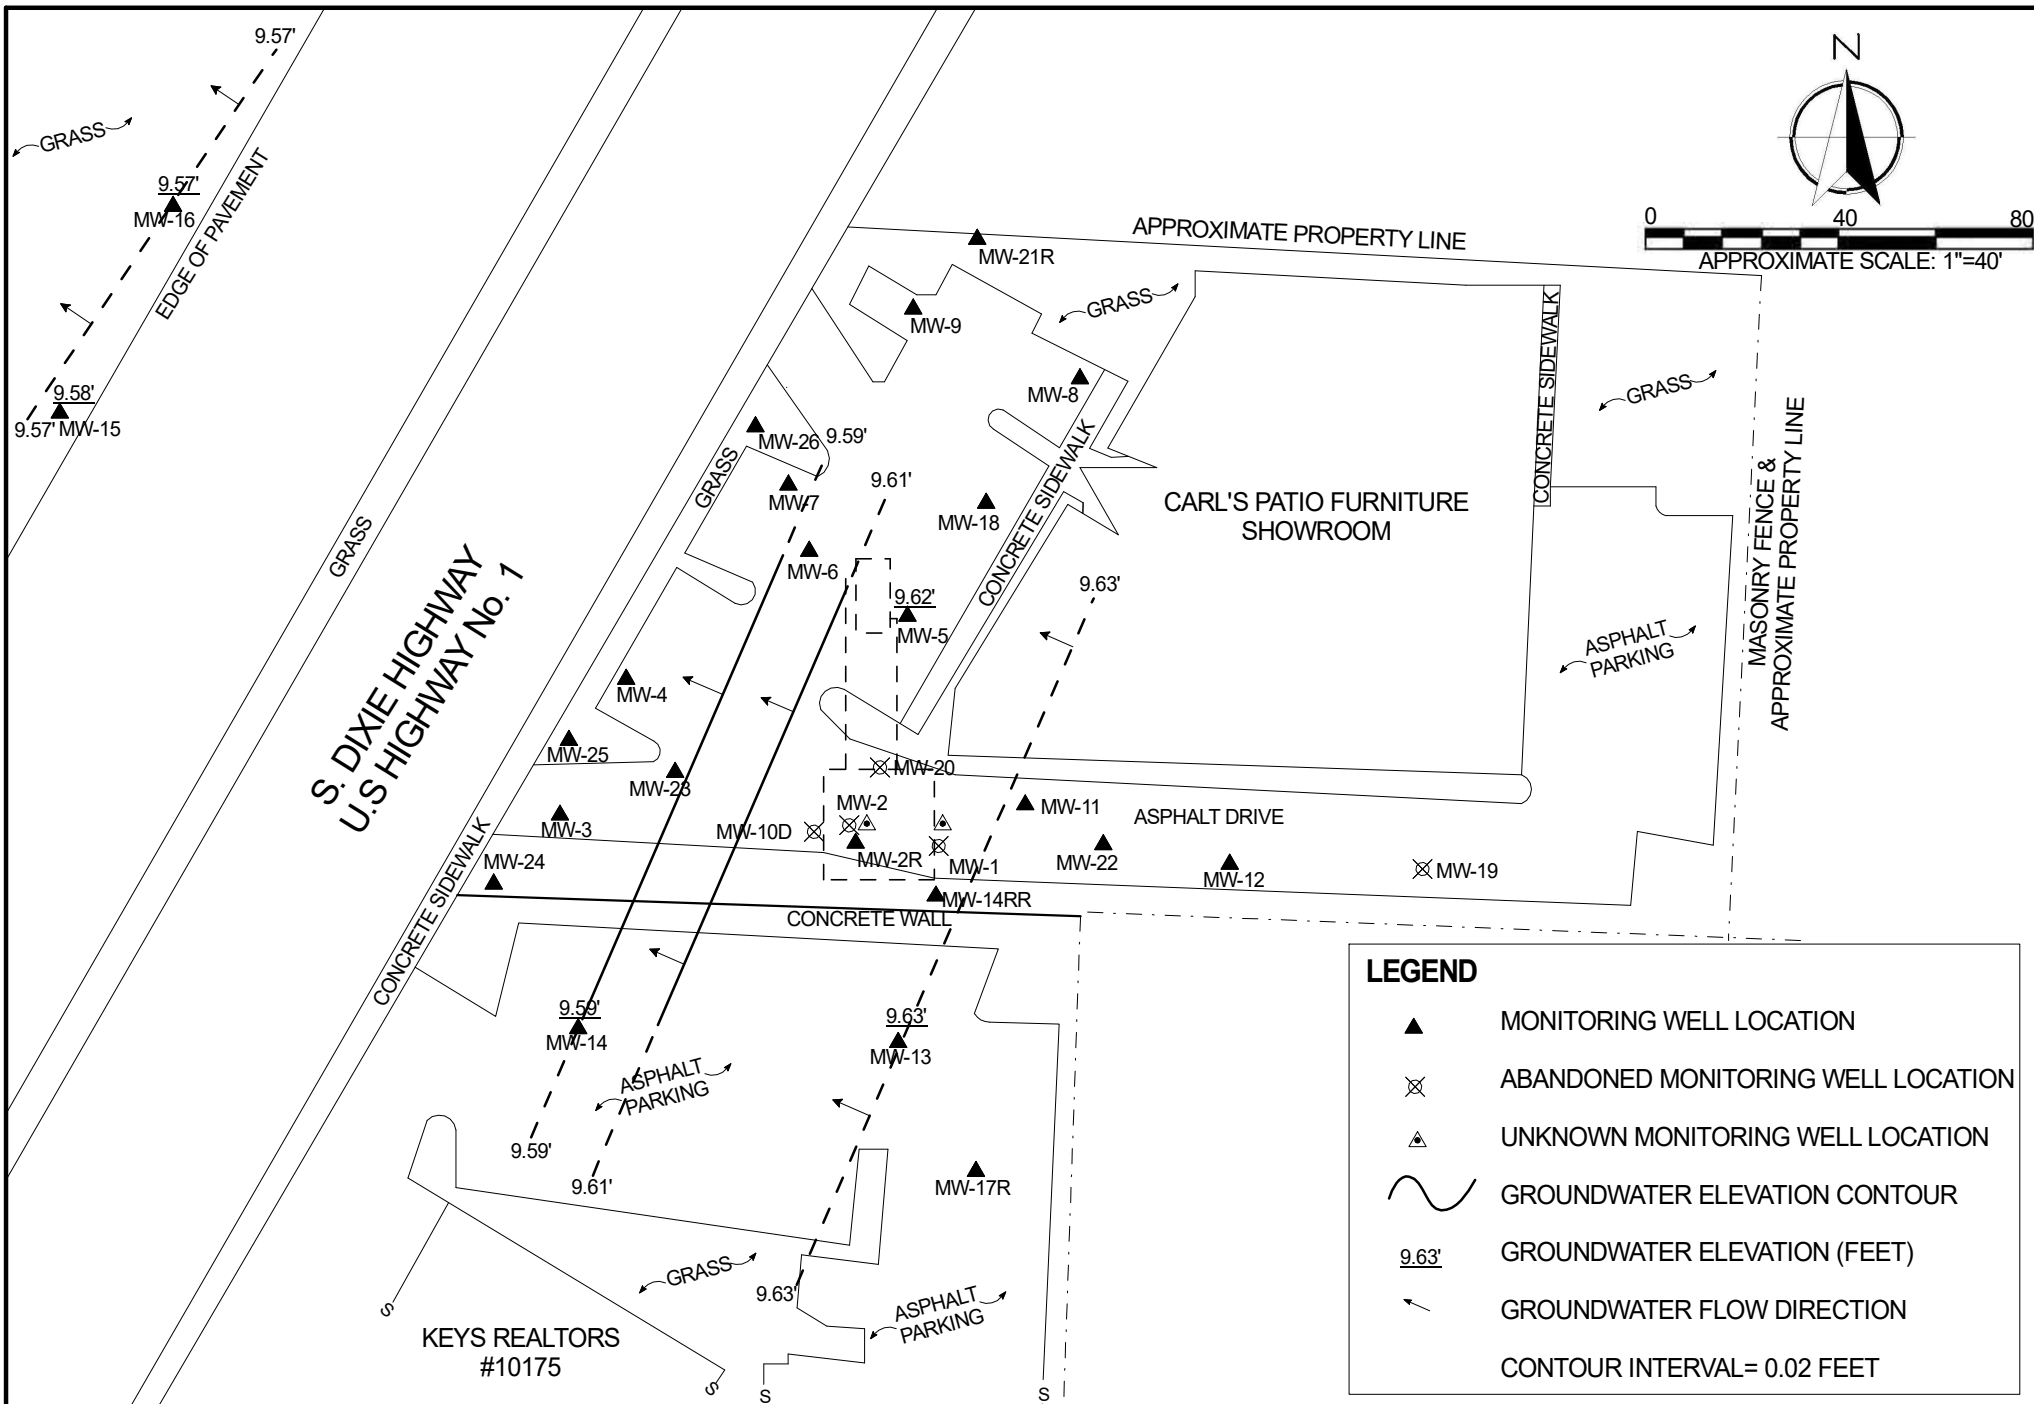 9.57'
N
GRASS
0 40 80
APPROXIMATE SCALE: 1"=40'
9.57'
MW-16
EDGE OF PAVEMENT
APPROXIMATE PROPERTY LINE
MW-21R
GRASS
MW-9
CONCRETE SIDEWALK
GRASS
9.58'
9.57'
MW-15
MW-8
MW-26
9.59'
GRASS
MW-7
9.61'
CONCRETE SIDEWALK
MW-18
CARL'S PATIO FURNITURE
SHOWROOM
MASONRY FENCE &
APPROXIMATE PROPERTY LINE
GRASS
MW-6
9.63'
9.62'
MW-5
S. DIXIE HIGHWAY
U.S HIGHWAY No. 1
ASPHALT
PARKING
MW-4
MW-25
MW-23
MW-20
MW-2
MW-11
ASPHALT DRIVE
MW-3
MW-10D
MW-2R
MW-1
MW-22
MW-12
MW-19
MW-24
CONCRETE SIDEWALK
MW-14RR
CONCRETE WALL
9.59'
MW-14
9.63'
MW-13
ASPHALT
PARKING
9.59'
9.61'
MW-17R
GRASS
9.63'
ASPHALT
PARKING
S
KEYS REALTORS
#10175
S
S
S
LEGEND
MONITORING WELL LOCATION
ABANDONED MONITORING WELL LOCATION
UNKNOWN MONITORING WELL LOCATION
GROUNDWATER ELEVATION CONTOUR
9.63' GROUNDWATER ELEVATION (FEET)
GROUNDWATER FLOW DIRECTION
CONTOUR INTERVAL= 0.02 FEET